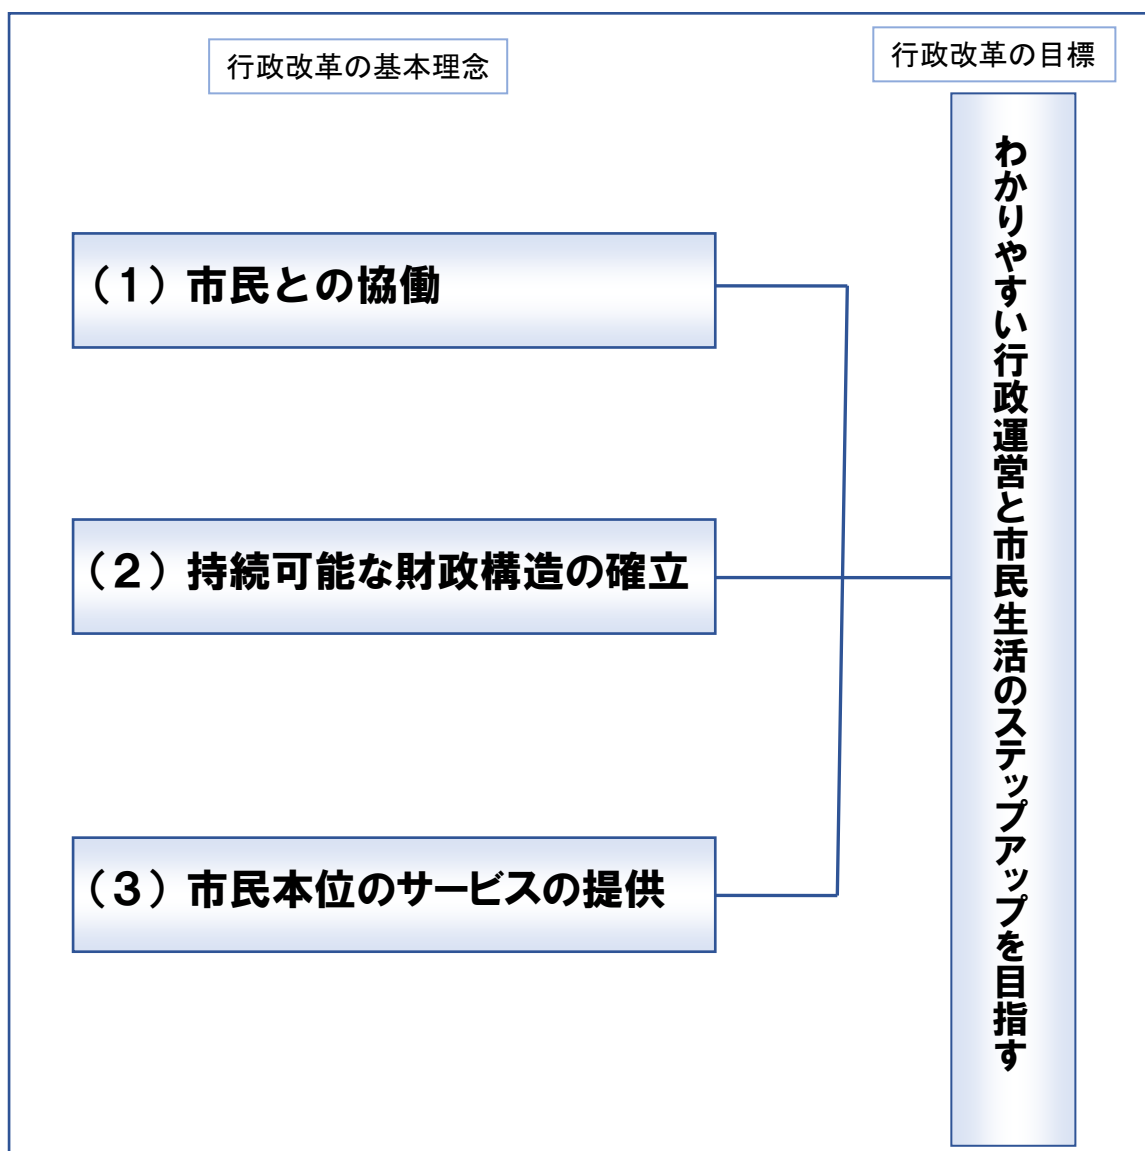 行政改革の基本理念
行政改革の目標
（１）市民との協働
（２）持続可能な財政構造の確立
（３）市民本位のサービスの提供
わかりやすい行政運営と市民生活のステップアップを目指す